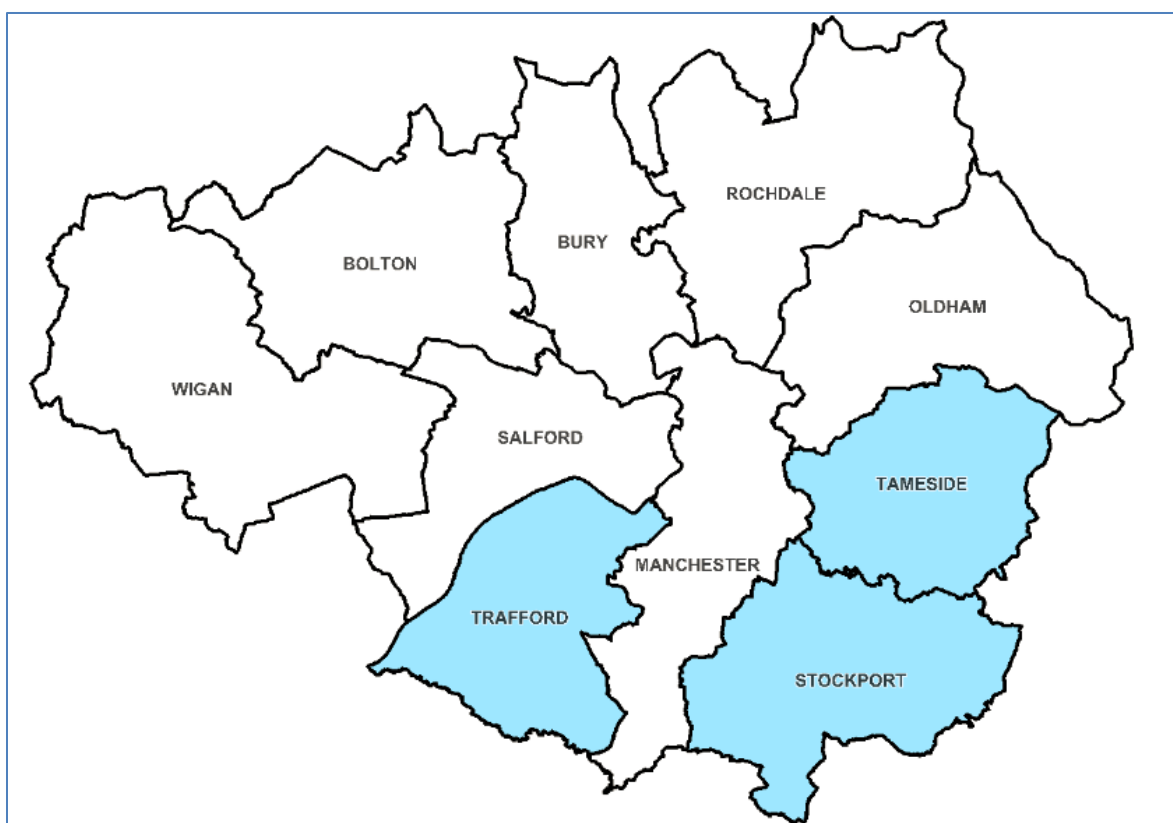 ROCHDALE
BURY
BOLTON
OLDHAM
WIGAN
SALFORD
TAMESIDE
MANCHESTER
TRAFFORD
STOCKPORT